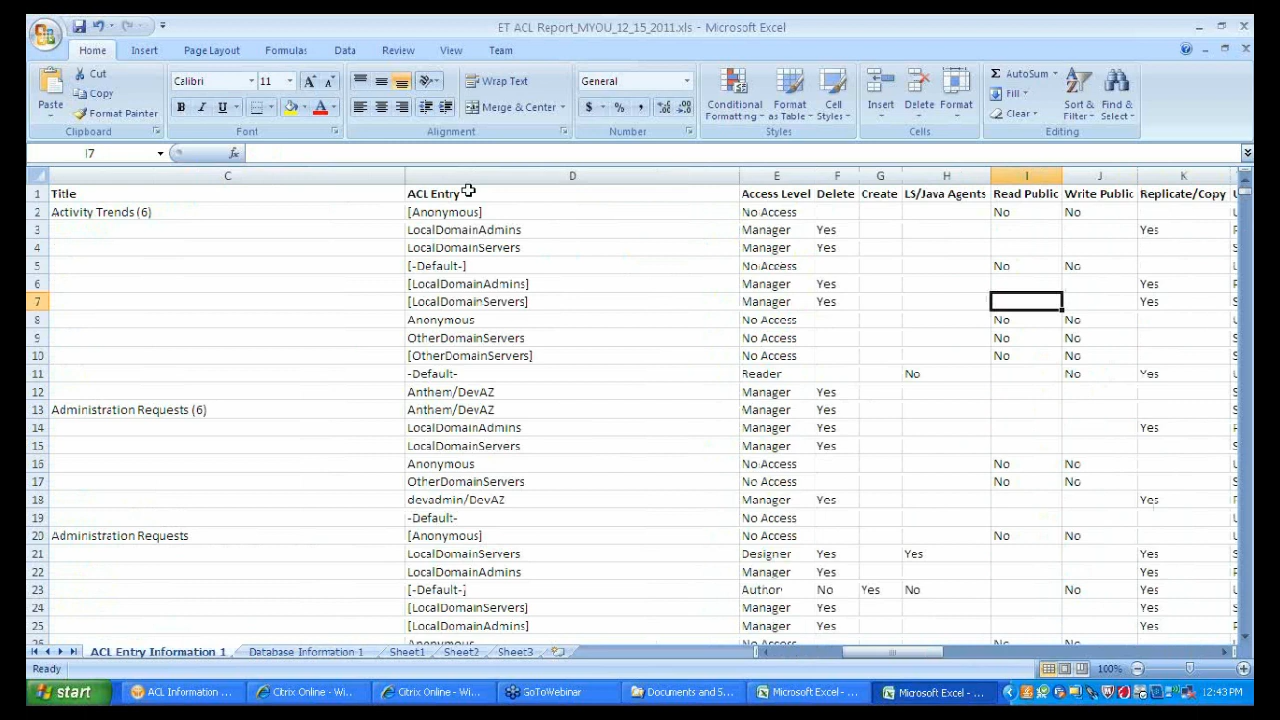 ET ACL Report_MYOU_12_15_2011.xls - Microsoft Excel
Home Insert Page Layout Formulas Data Review View Team
Paste Cut Copy Format Painter Clipboard
Calibri 11 B I U A A A Font
Wrap Text Merge & Center Alignment
General $ % , Number
Conditional Formatting Format as Table Cell Styles Styles
Insert Delete Format Cells
Σ AutoSum Fill Clear Sort & Filter Find & Select Editing
I7 fx
C D E F G H I J K
1 Title ACL Entry Access Level Delete Create LS/Java Agents Read Public Write Public Replicate/Copy
2 Activity Trends (6) [Anonymous] No Access No No
3 LocalDomainAdmins Manager Yes Yes
4 LocalDomainServers Manager Yes
5 [-Default-] No Access No No
6 [LocalDomainAdmins] Manager Yes Yes
7 [LocalDomainServers] Manager Yes Yes
8 Anonymous No Access No No
9 OtherDomainServers No Access No No
10 [OtherDomainServers] No Access No No
11 -Default- Reader No No Yes
12 Anthem/DevAZ Manager Yes
13 Administration Requests (6) Anthem/DevAZ Manager Yes
14 LocalDomainAdmins Manager Yes Yes
15 LocalDomainServers Manager Yes
16 Anonymous No Access No No
17 OtherDomainServers No Access No No
18 devadmin/DevAZ Manager Yes Yes
19 -Default- No Access
20 Administration Requests [Anonymous] No Access No No
21 LocalDomainServers Designer Yes Yes Yes
22 LocalDomainAdmins Manager Yes Yes
23 [-Default-] Author No Yes No No Yes
24 [LocalDomainServers] Manager Yes Yes
25 [LocalDomainAdmins] Manager Yes Yes
26 Anonymous No Access No No
ACL Entry Information 1 Database Information 1 Sheet1 Sheet2 Sheet3
Ready 100%
start ACL Information ... Citrix Online - Wi... Citrix Online - Wi... GoToWebinar Documents and S... Microsoft Excel - ... Microsoft Excel - ... 12:43 PM